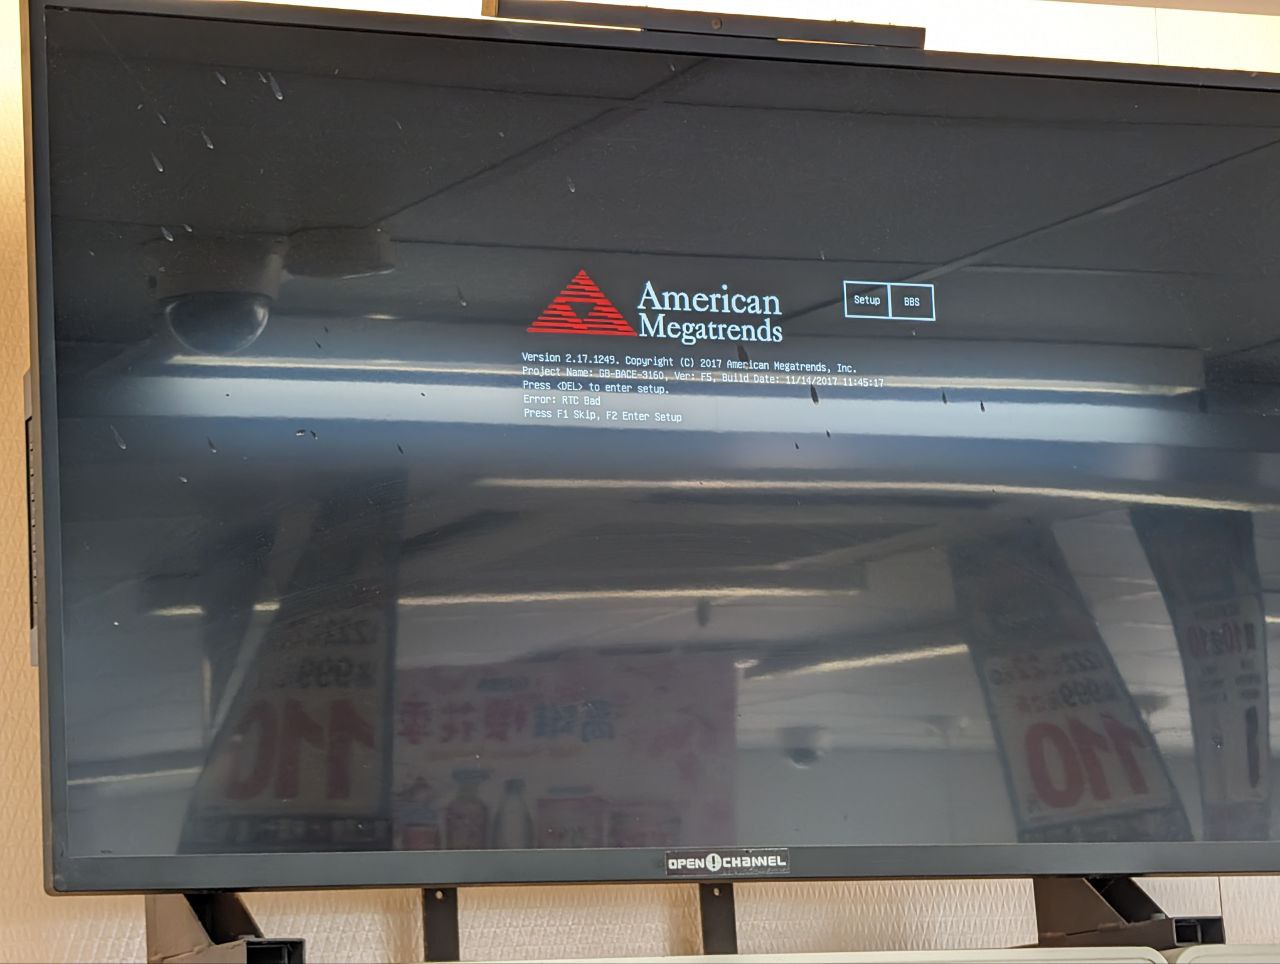 American
Megatrends
Setup
BBS
Version 2.17.1249. Copyright (C) 2017 American Megatrends, Inc.
Project Name: GB-BACE-3160, Ver: F5, Build Date: 11/14/2017 11:45:17
Press <DEL> to enter setup.
Error: RTC Bad
Press F1 Skip, F2 Enter Setup
110
110
OPEN!CHANNEL